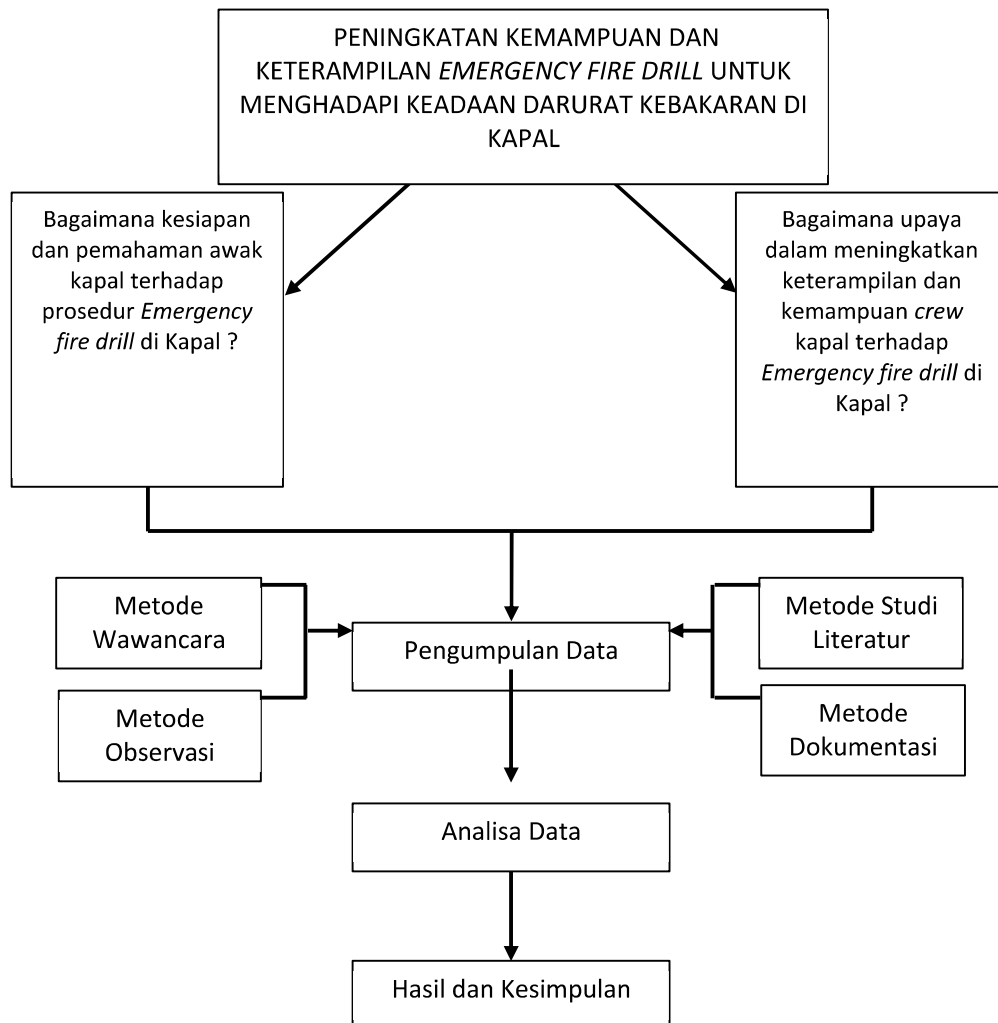 PENINGKATAN KEMAMPUAN DAN
KETERAMPILAN EMERGENCY FIRE DRILL UNTUK
MENGHADAPI KEADAAN DARURAT KEBAKARAN DI
KAPAL
Bagaimana kesiapan
dan pemahaman awak
kapal terhadap
prosedur Emergency
fire drill di Kapal ?
Bagaimana upaya
dalam meningkatkan
keterampilan dan
kemampuan crew
kapal terhadap
Emergency fire drill di
Kapal ?
Metode
Wawancara
Metode
Observasi
Pengumpulan Data
Metode Studi
Literatur
Metode
Dokumentasi
Analisa Data
Hasil dan Kesimpulan